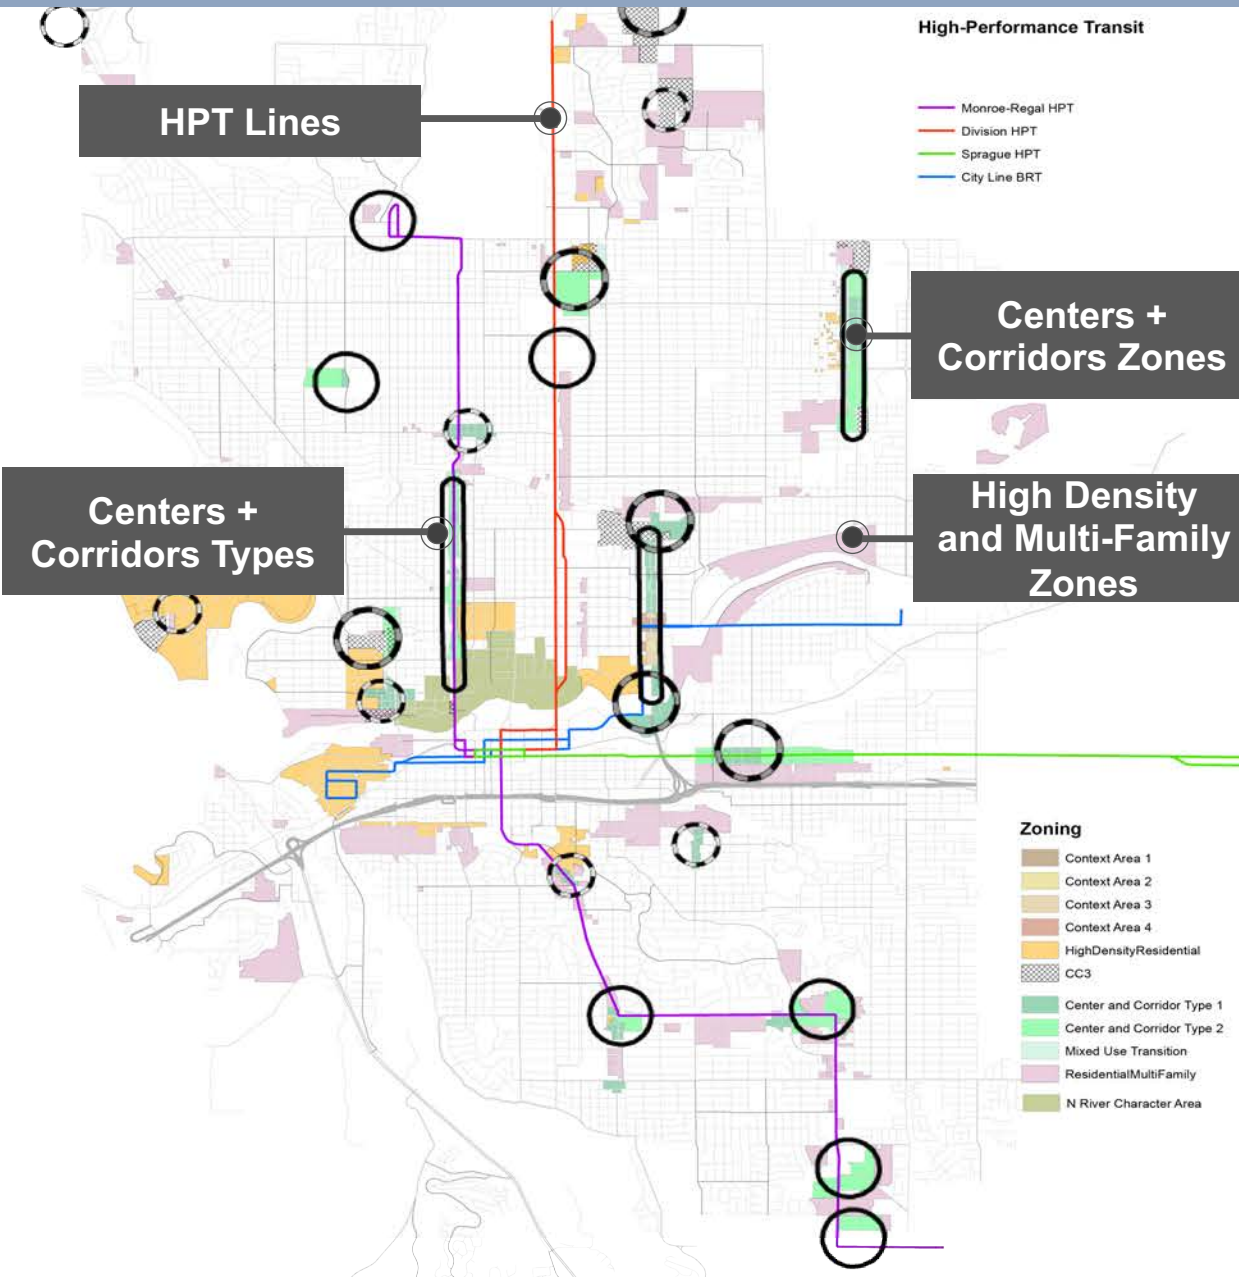 High-Performance Transit
HPT Lines
Monroe-Regal HPT
Division HPT
Sprague HPT
City Line BRT
Centers +
Corridors Zones
Centers +
Corridors Types
High Density
and Multi-Family
Zones
Zoning
Context Area 1
Context Area 2
Context Area 3
Context Area 4
HighDensityResidential
CC3
Center and Corridor Type 1
Center and Corridor Type 2
Mixed Use Transition
ResidentialMultiFamily
N River Character Area